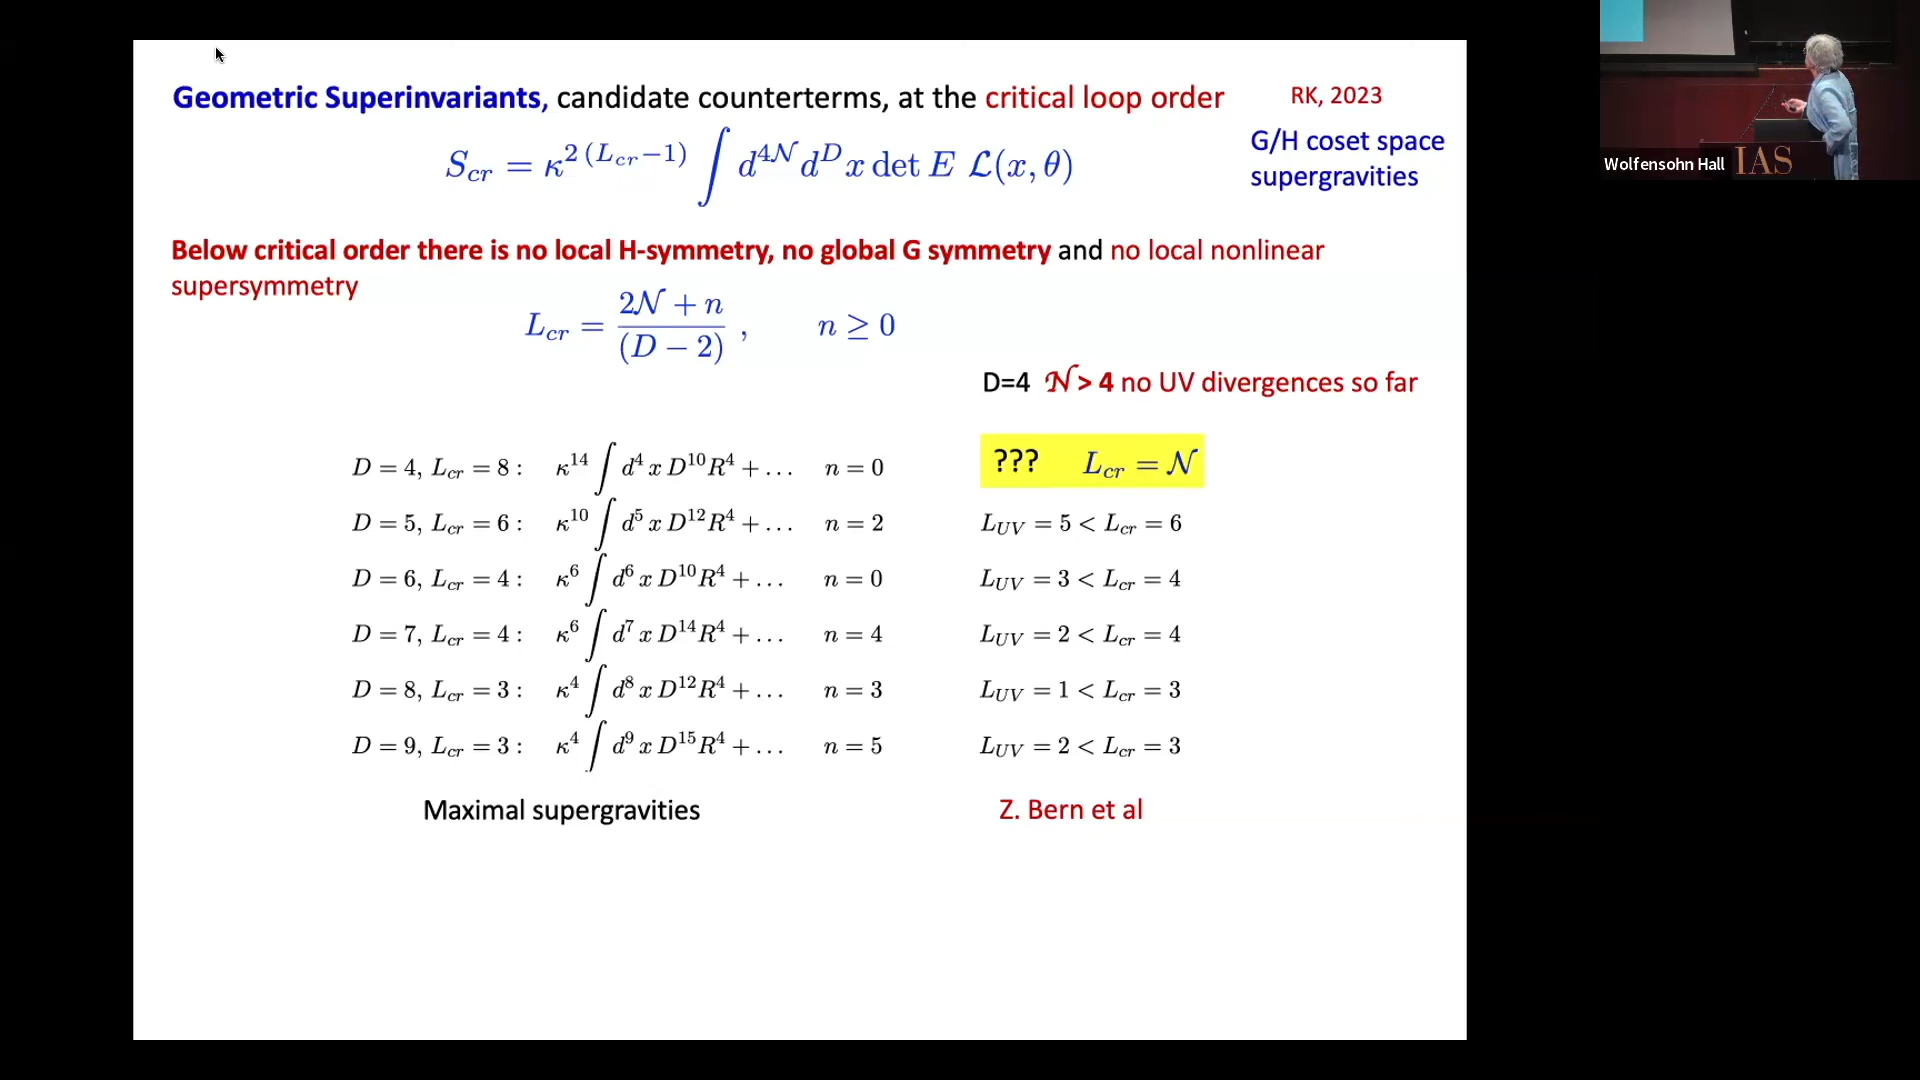 Geometric Superinvariants, candidate counterterms, at the critical loop order
RK, 2023
S_{cr} = κ^{2 (L_{cr}−1)} ∫ d^{4𝒩} d^D x det E ℒ(x, θ)
G/H coset space
supergravities
Below critical order there is no local H-symmetry, no global G symmetry and no local nonlinear
supersymmetry
L_{cr} = (2𝒩 + n)/(D − 2) , n ≥ 0
D=4 𝒩 > 4 no UV divergences so far
D = 4, L_{cr} = 8 : κ^{14} ∫ d^4 x D^{10} R^4 + ... n = 0
??? L_{cr} = 𝒩
D = 5, L_{cr} = 6 : κ^{10} ∫ d^5 x D^{12} R^4 + ... n = 2
L_{UV} = 5 < L_{cr} = 6
D = 6, L_{cr} = 4 : κ^6 ∫ d^6 x D^{10} R^4 + ... n = 0
L_{UV} = 3 < L_{cr} = 4
D = 7, L_{cr} = 4 : κ^6 ∫ d^7 x D^{14} R^4 + ... n = 4
L_{UV} = 2 < L_{cr} = 4
D = 8, L_{cr} = 3 : κ^4 ∫ d^8 x D^{12} R^4 + ... n = 3
L_{UV} = 1 < L_{cr} = 3
D = 9, L_{cr} = 3 : κ^4 ∫ d^9 x D^{15} R^4 + ... n = 5
L_{UV} = 2 < L_{cr} = 3
Maximal supergravities
Z. Bern et al
Wolfensohn Hall
IAS